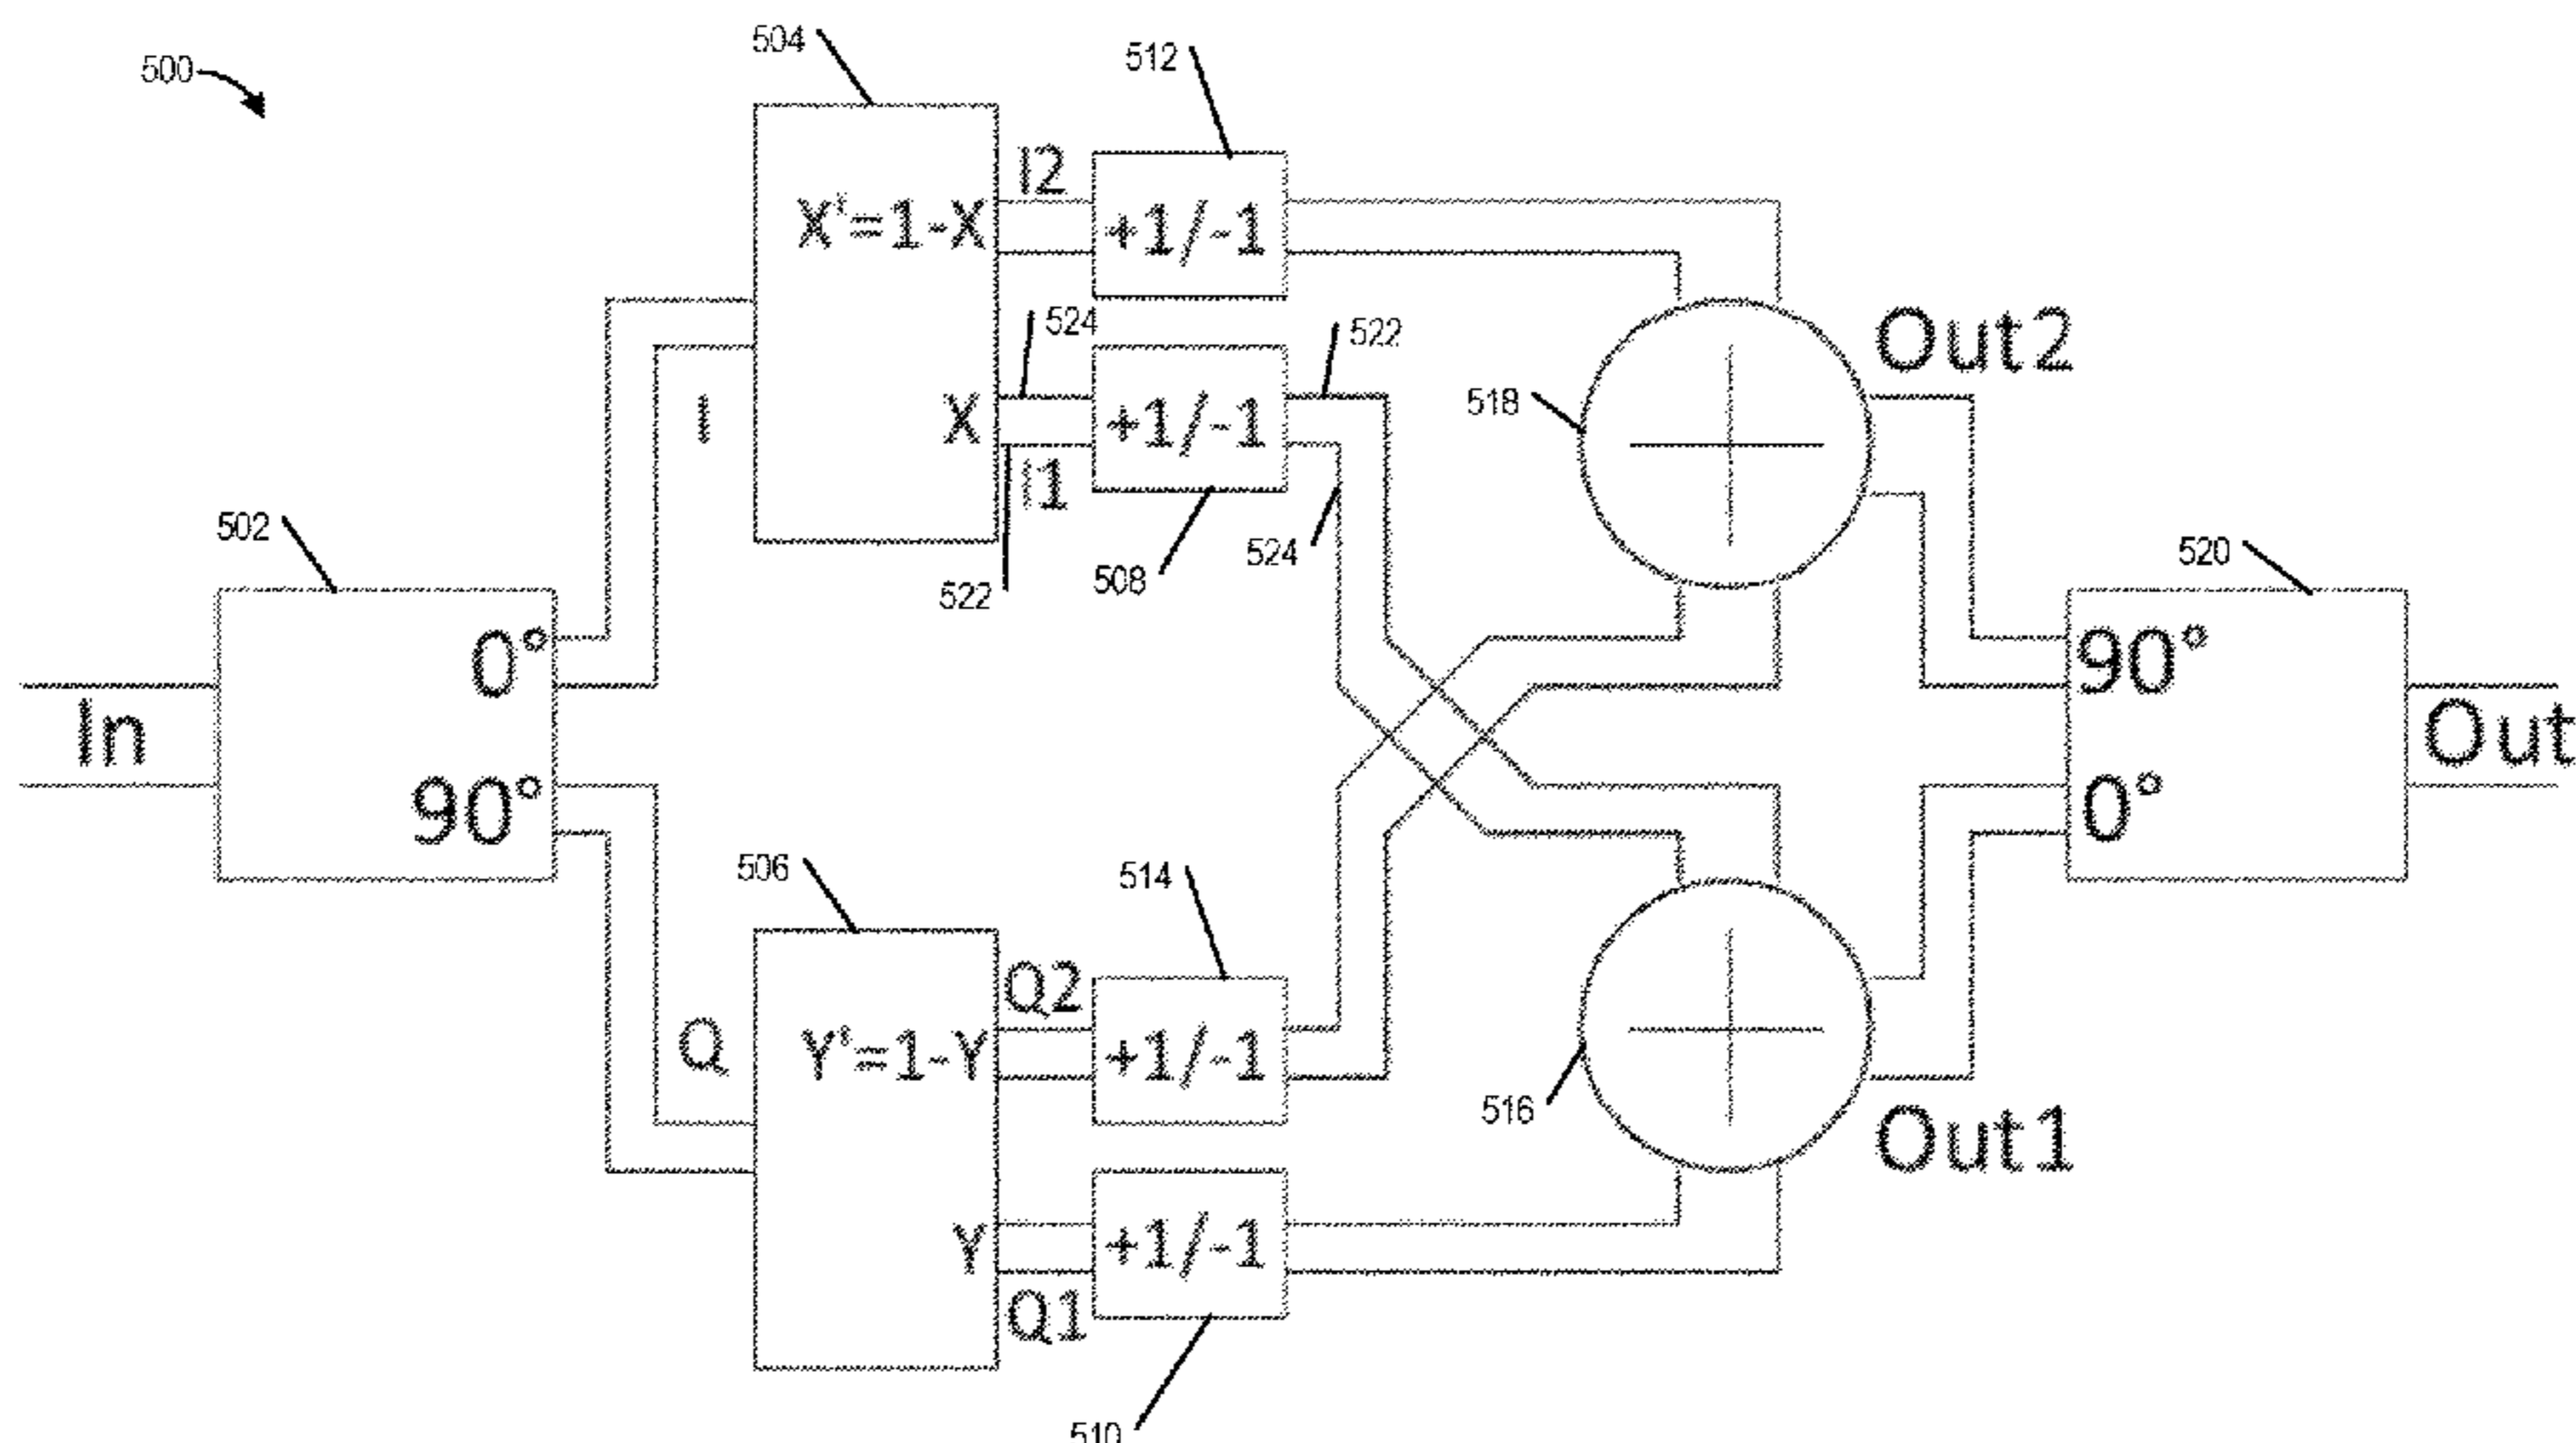 500
504
512
I2
X'=1-X
+1/-1
524
522
Out2
I
X
+1/-1
518
I1
502
522
508
524
520
0°
90°
In
Out
90°
0°
506
514
Q2
Q
Y'=1-Y
+1/-1
516
Out1
Y
+1/-1
Q1
510